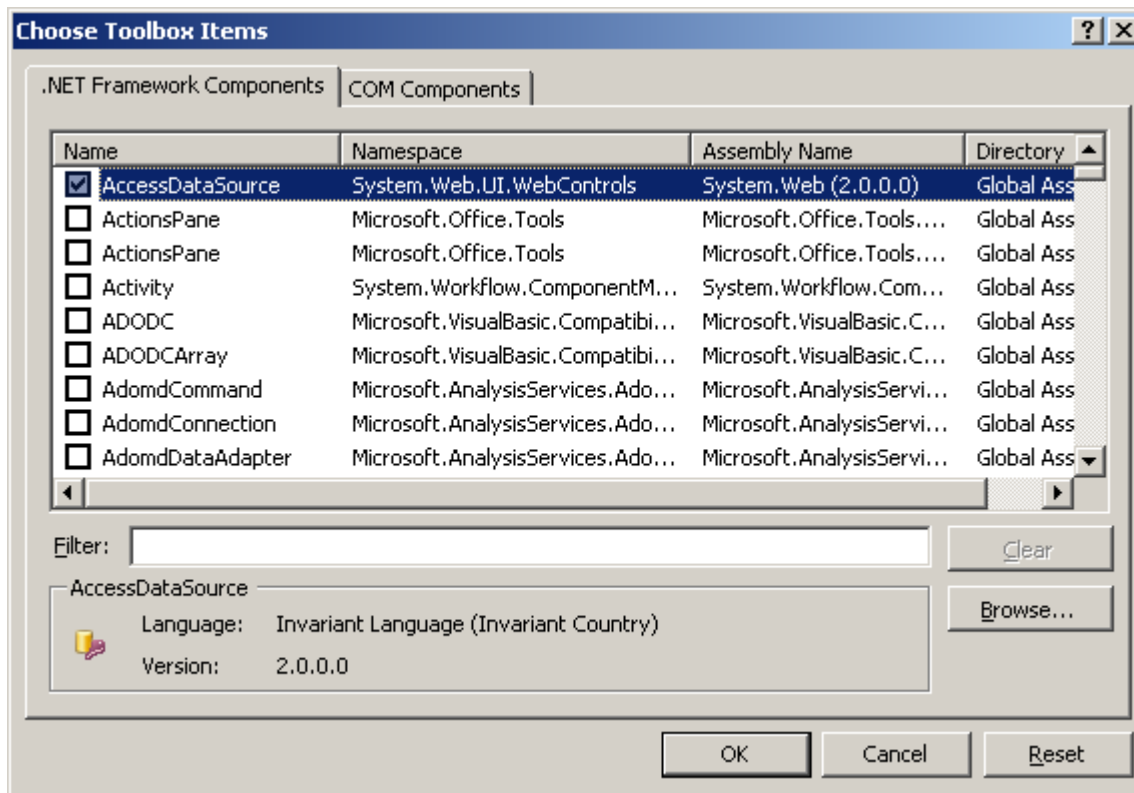 Choose Toolbox Items
.NET Framework Components COM Components
Name Namespace Assembly Name Directory
AccessDataSource System.Web.UI.WebControls System.Web (2.0.0.0) Global Ass
ActionsPane Microsoft.Office.Tools Microsoft.Office.Tools.... Global Ass
ActionsPane Microsoft.Office.Tools Microsoft.Office.Tools.... Global Ass
Activity System.Workflow.ComponentM... System.Workflow.Com... Global Ass
ADODC Microsoft.VisualBasic.Compatibi... Microsoft.VisualBasic.C... Global Ass
ADODCArray Microsoft.VisualBasic.Compatibi... Microsoft.VisualBasic.C... Global Ass
AdomdCommand Microsoft.AnalysisServices.Ado... Microsoft.AnalysisServi... Global Ass
AdomdConnection Microsoft.AnalysisServices.Ado... Microsoft.AnalysisServi... Global Ass
AdomdDataAdapter Microsoft.AnalysisServices.Ado... Microsoft.AnalysisServi... Global Ass
Filter: Clear
AccessDataSource
Language: Invariant Language (Invariant Country) Browse...
Version: 2.0.0.0
OK Cancel Reset